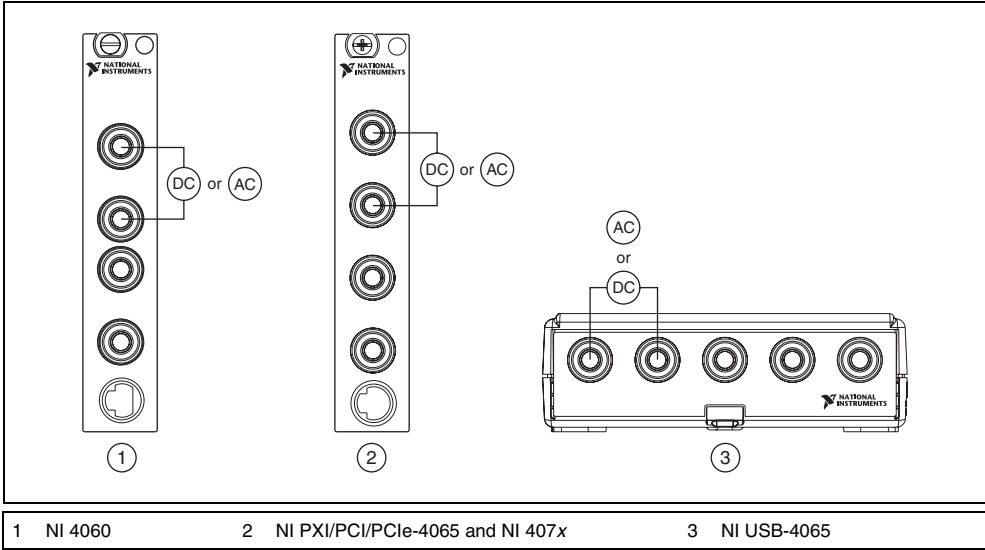 NATIONAL
INSTRUMENTS
DC or AC
1
NATIONAL
INSTRUMENTS
DC or AC
2
AC
or
DC
NATIONAL
INSTRUMENTS
3
1 NI 4060 2 NI PXI/PCI/PCIe-4065 and NI 407x 3 NI USB-4065